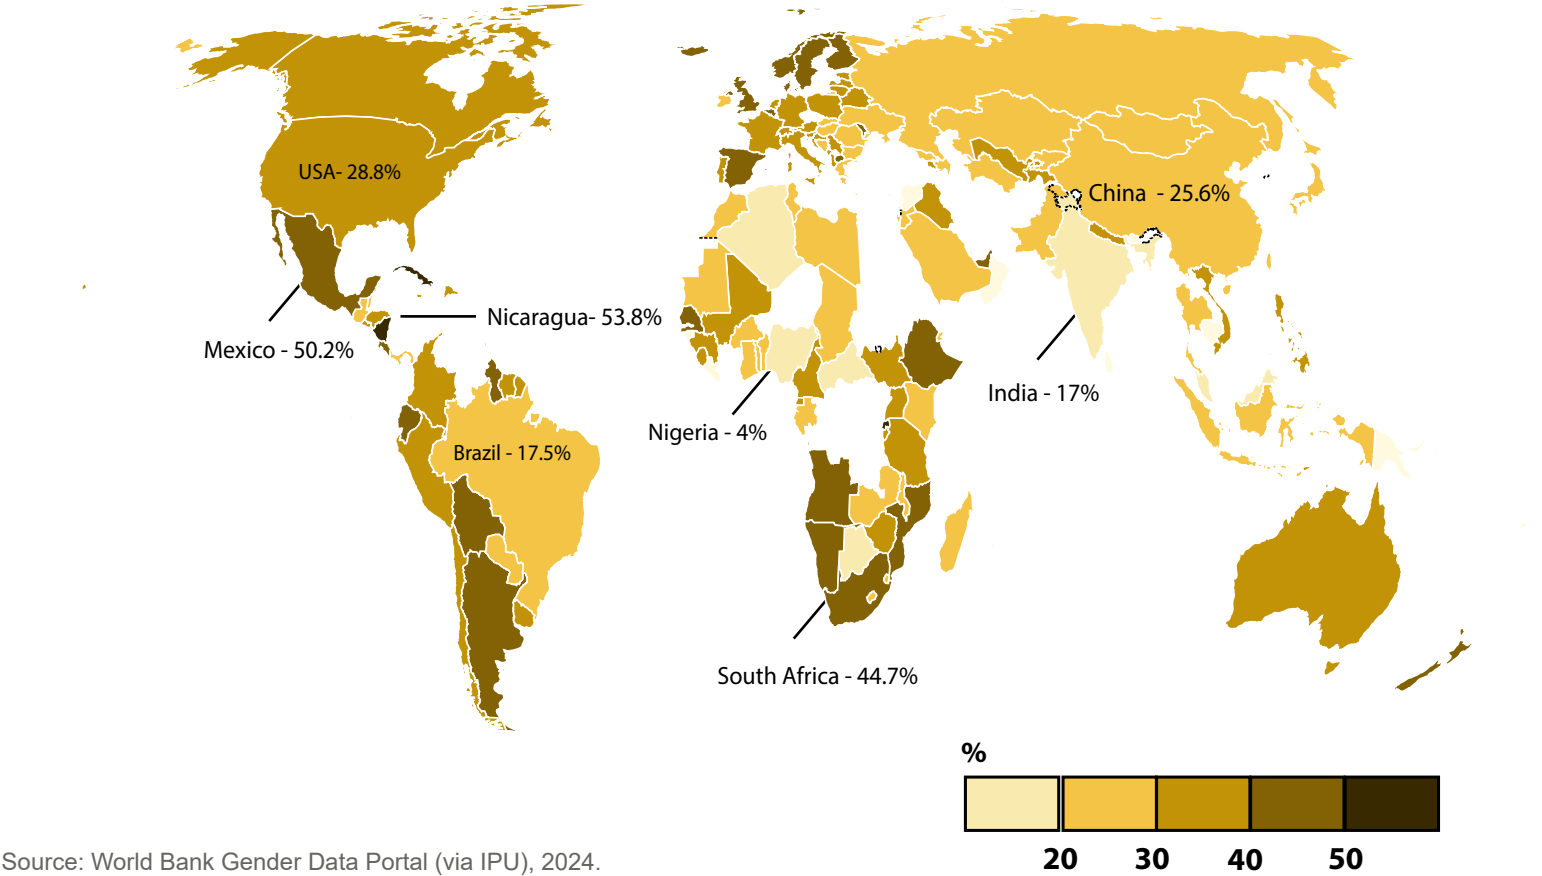 USA- 28.8%
China - 25.6%
Mexico - 50.2%
Nicaragua- 53.8%
India - 17%
Nigeria - 4%
Brazil - 17.5%
South Africa - 44.7%
%
20 30 40 50
Source: World Bank Gender Data Portal (via IPU), 2024.